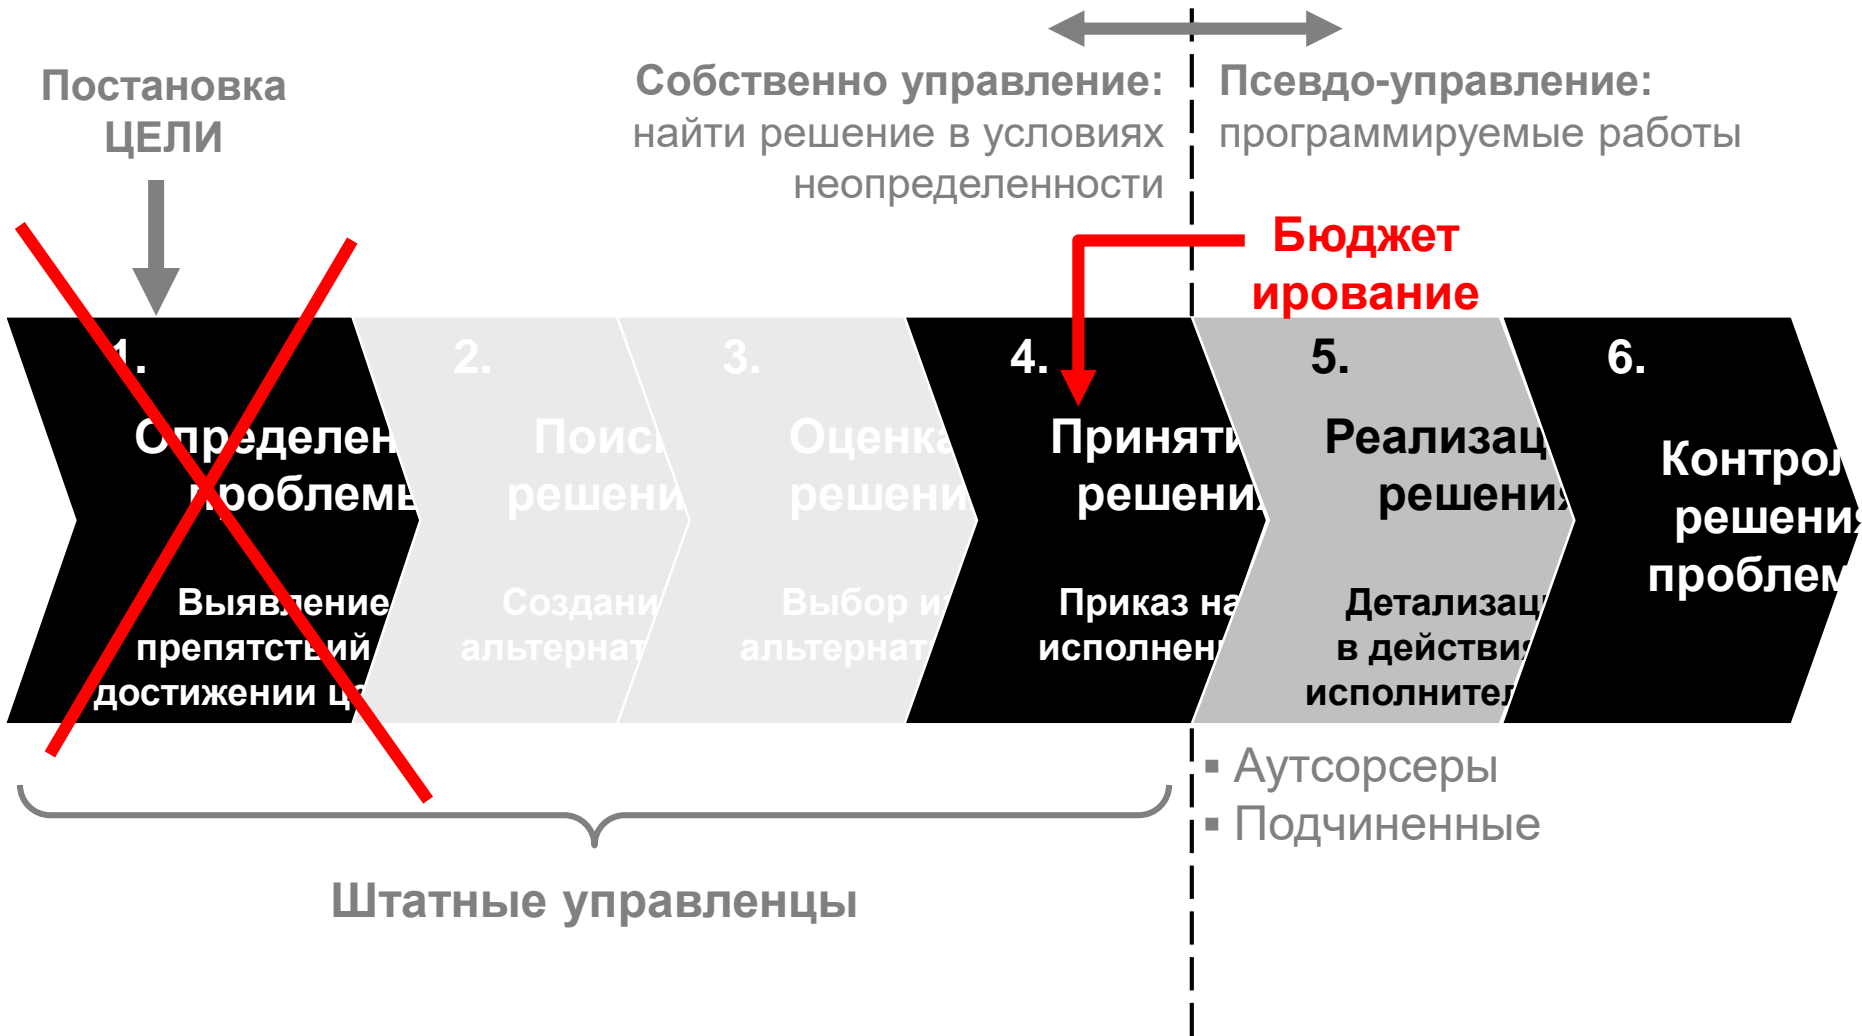 Постановка
ЦЕЛИ
Собственно управление:
найти решение в условиях
неопределенности
Псевдо-управление:
программируемые работы
Бюджет
ирование
1.
Определен
проблемы
Выявление
препятствий
достижении це
2.
Поиск
решени
Создани
альтернат
3.
Оценка
решени
Выбор из
альтернат
4.
Приняти
решения
Приказ на
исполнен
5.
Реализац
решения
Детализац
в действия
исполнител
6.
Контрол
решения
проблем
Штатные управленцы
▪ Аутсорсеры
▪ Подчиненные